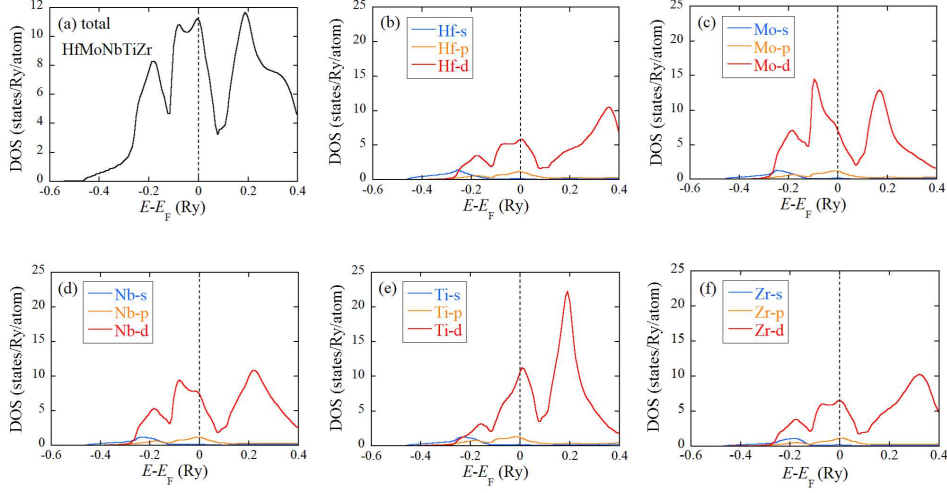 (a) total
HfMoNbTiZr
DOS (states/Ry/atom)
12
10
8
6
4
2
0
-0.6 -0.4 -0.2 0 0.2 0.4
E-E_F (Ry)
(b)
Hf-s
Hf-p
Hf-d
DOS (states/Ry/atom)
25
20
15
10
5
0
-0.6 -0.4 -0.2 0 0.2 0.4
E-E_F (Ry)
(c)
Mo-s
Mo-p
Mo-d
DOS (states/Ry/atom)
25
20
15
10
5
0
-0.6 -0.4 -0.2 0 0.2 0.4
E-E_F (Ry)
(d)
Nb-s
Nb-p
Nb-d
DOS (states/Ry/atom)
25
20
15
10
5
0
-0.6 -0.4 -0.2 0 0.2 0.4
E-E_F (Ry)
(e)
Ti-s
Ti-p
Ti-d
DOS (states/Ry/atom)
25
20
15
10
5
0
-0.6 -0.4 -0.2 0 0.2 0.4
E-E_F (Ry)
(f)
Zr-s
Zr-p
Zr-d
DOS (states/Ry/atom)
25
20
15
10
5
0
-0.6 -0.4 -0.2 0 0.2 0.4
E-E_F (Ry)